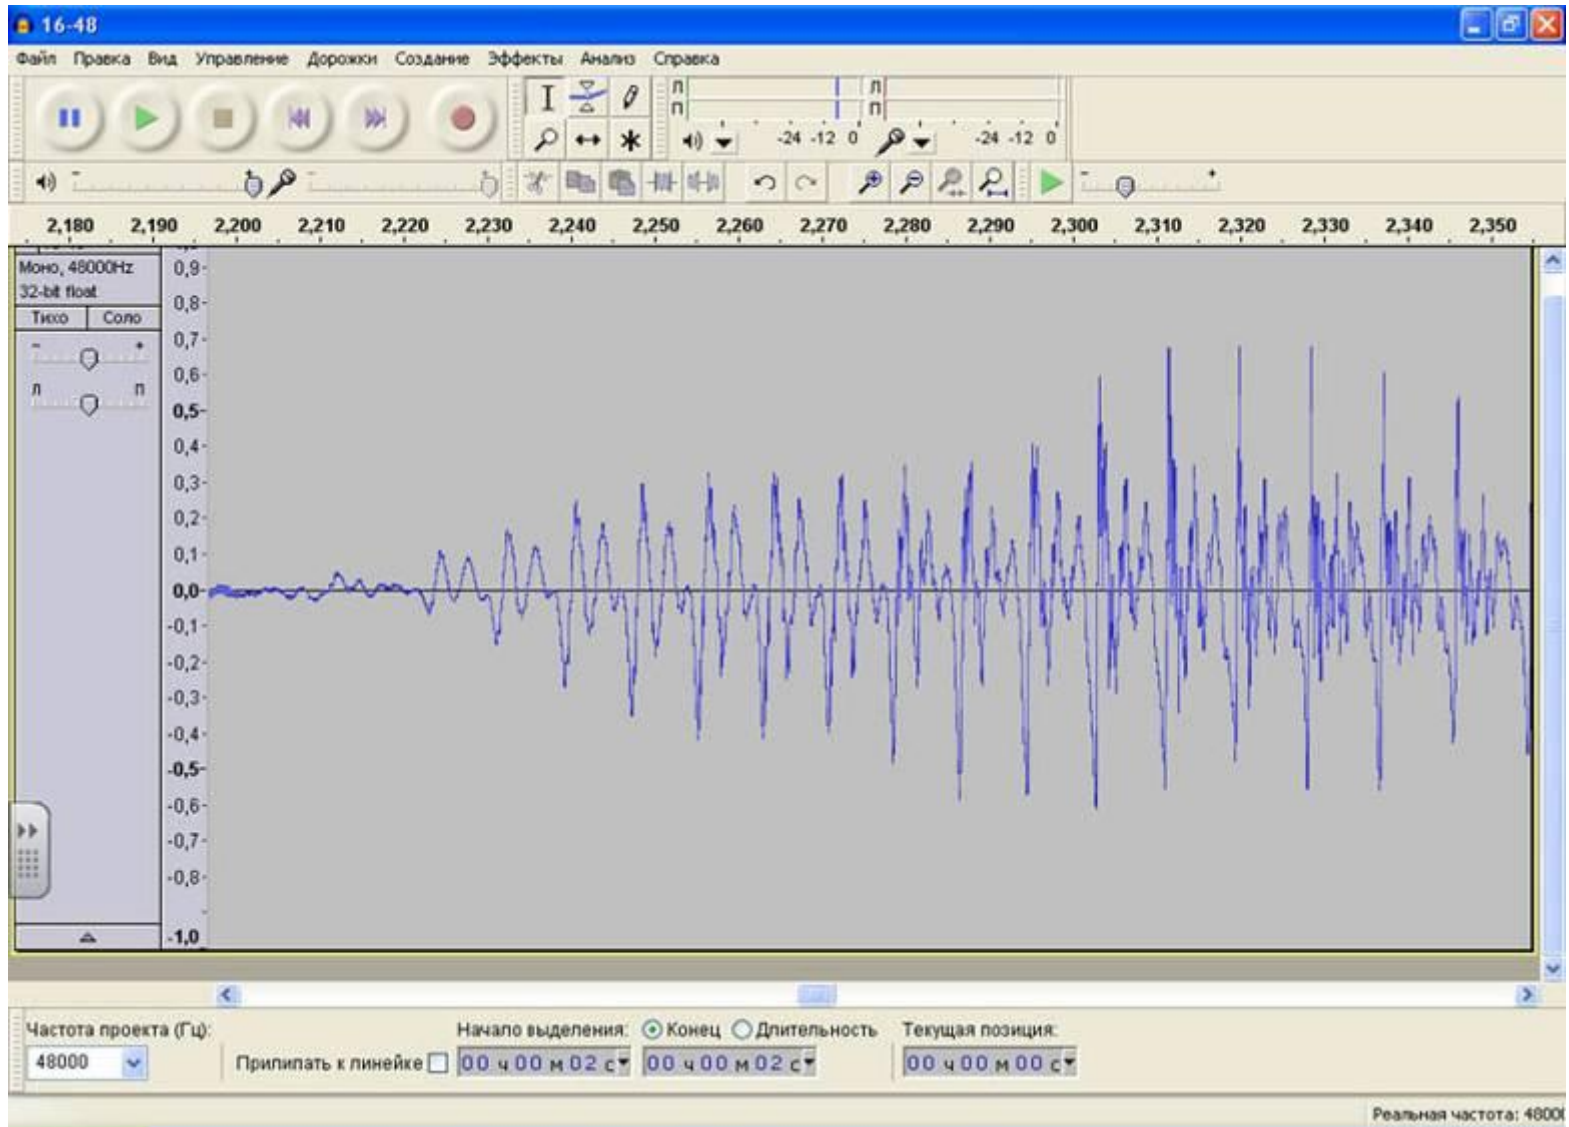 16-48
Файл Правка Вид Управление Дорожки Создание Эффекты Анализ Справка
Л Л
П П
-24 -12 0 -24 -12 0
2,180 2,190 2,200 2,210 2,220 2,230 2,240 2,250 2,260 2,270 2,280 2,290 2,300 2,310 2,320 2,330 2,340 2,350
Моно, 48000Hz
32-bit float
Тихо Соло
- +
Л П
0,9
0,8
0,7
0,6
0,5
0,4
0,3
0,2
0,1
0,0
-0,1
-0,2
-0,3
-0,4
-0,5
-0,6
-0,7
-0,8
-1,0
Частота проекта (Гц): Начало выделения: Конец Длительность Текущая позиция:
48000 Прилипать к линейке 00 ч 00 м 02 с 00 ч 00 м 02 с 00 ч 00 м 00 с
Реальная частота: 4800